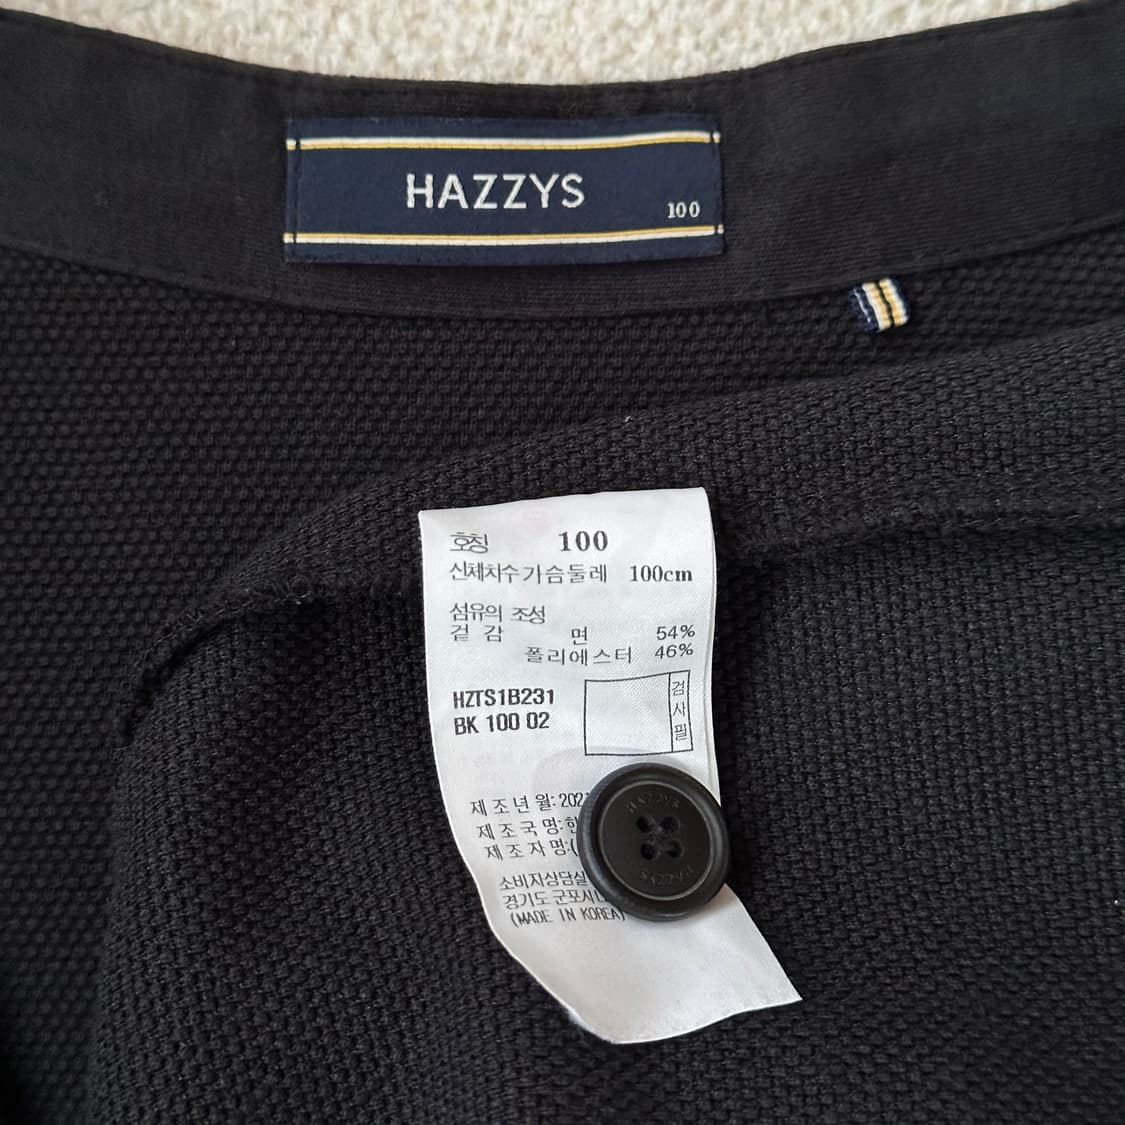 HAZZYS
100
호칭 100
신체치수 가슴둘레 100cm
섬유의 조성
겉 감 면 54%
폴리에스터 46%
HZTS1B231
BK 100 02
검사필
제 조 년 월: 202
제 조 국 명:
제 조 자 명:(
소비자상담실
경기도 군포시
(MADE IN KOREA)
HAZZYS
HAZZYS